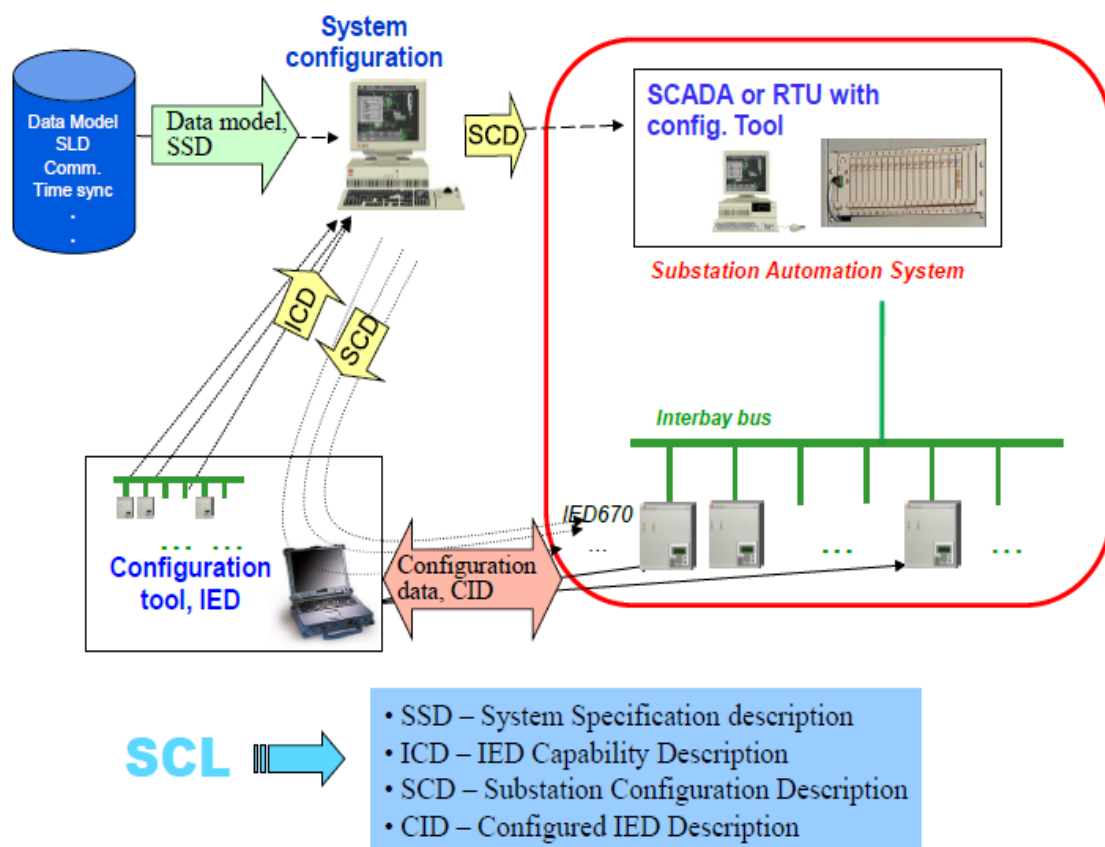 System
configuration
Data Model
SLD
Comm.
Time sync
.
.
Data model,
SSD
SCD
SCADA or RTU with
config. Tool
Substation Automation System
ICD
SCD
Interbay bus
IED670
...
... ...
... ...
Configuration
tool, IED
Configuration
data, CID
SCL
• SSD – System Specification description
• ICD – IED Capability Description
• SCD – Substation Configuration Description
• CID – Configured IED Description